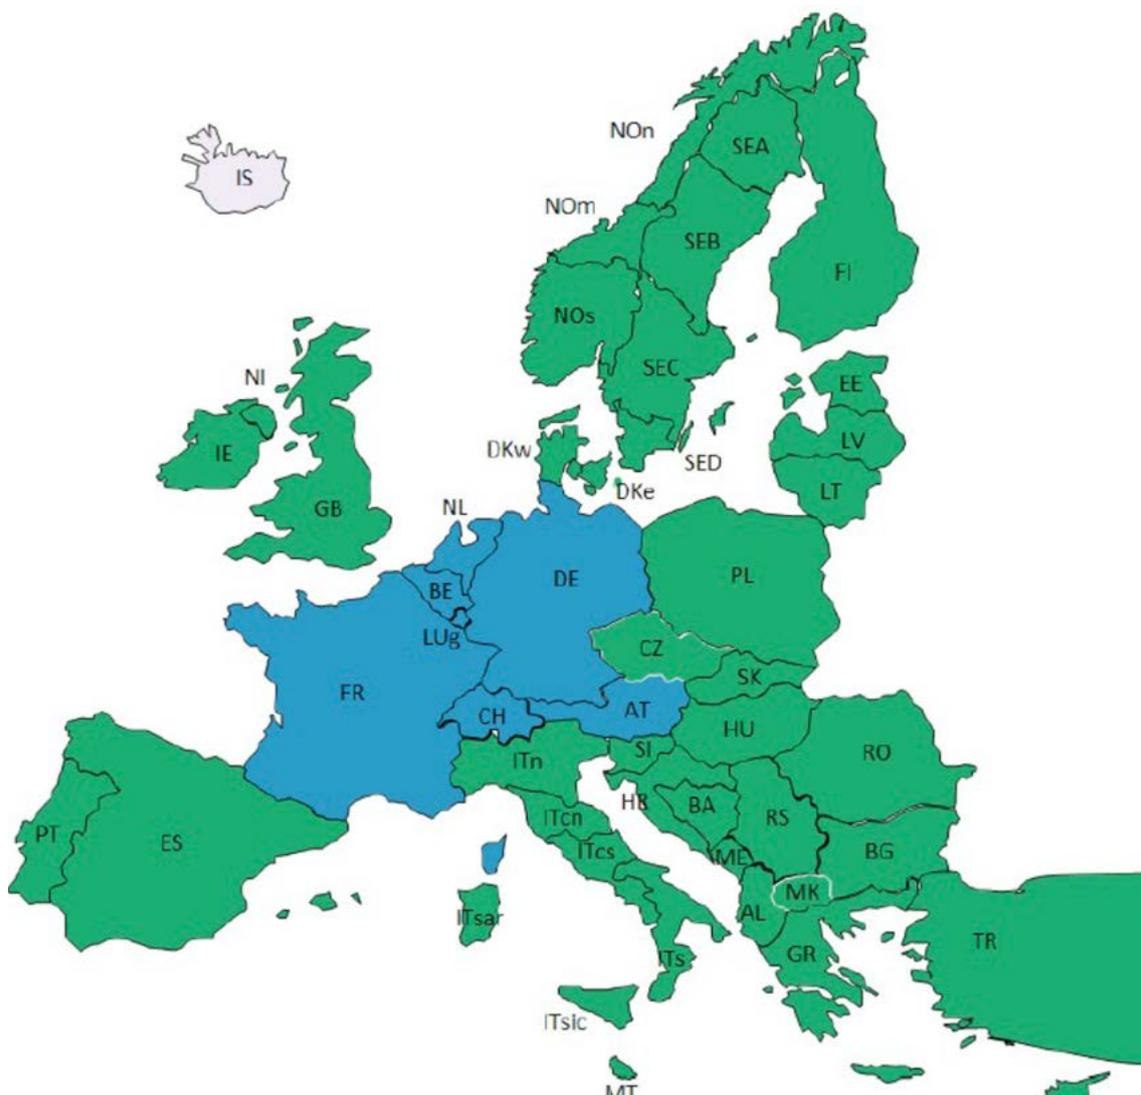 NOn
SEA
IS
NOm
SEB
FI
NOs
SEC
NI
EE
IE
DKw
LV
SED
LT
DKe
GB
NL
DE
PL
BE
LUg
CZ
SK
FR
CH
AT
HU
ITn
SI
RO
HR
BA
PT
ES
ITcn
RS
ITcs
ME
BG
MK
ITsar
AL
TR
ITs
GR
ITsic
MT